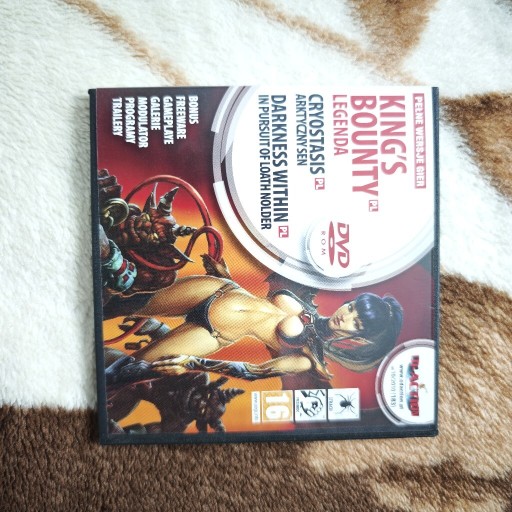 PEŁNE WERSJE GIER
KING'S
BOUNTY PL
LEGENDA
CRYOSTASIS PL
ARKTYCZNY SEN
DARKNESS WITHIN PL
IN PURSUIT OF LOATH NOLDER
DVD
ROM
BONUS
FREEWARE
GAMEPLAYE
GALERIE
MODULATOR
PROGRAMY
TRAILERY
16